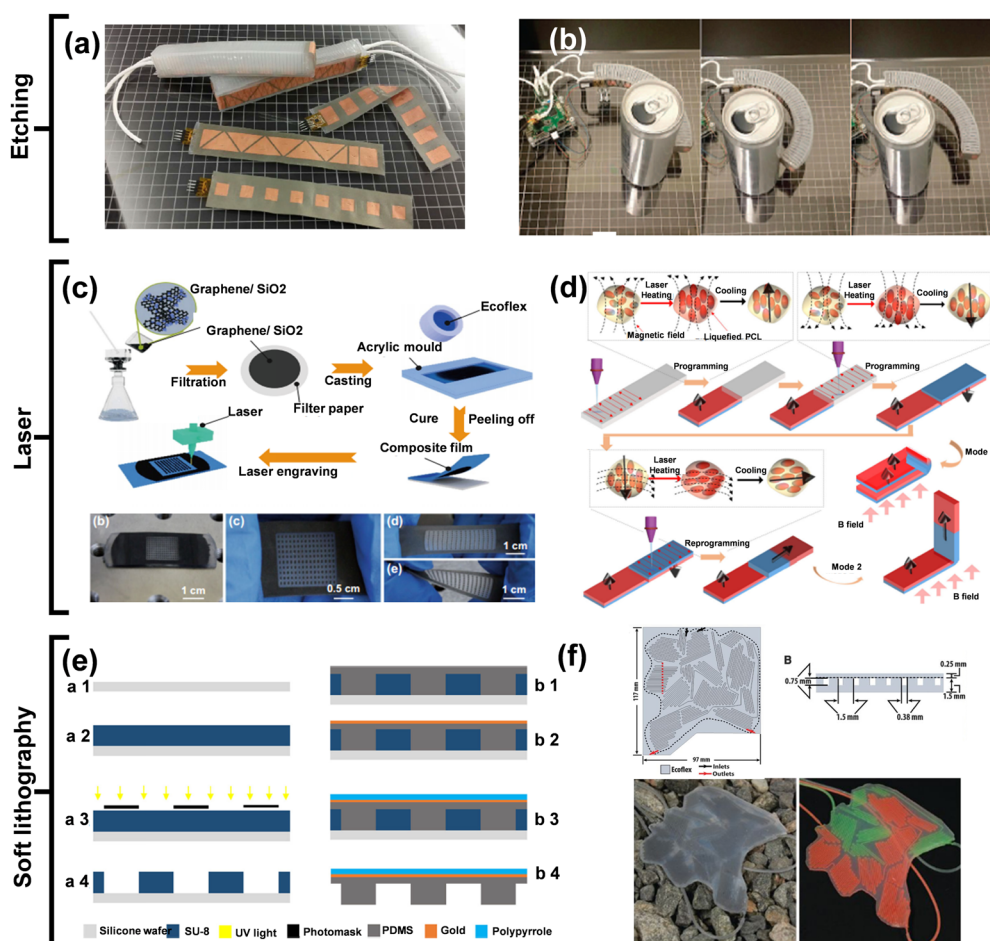 Etching
(a)
(b)
Laser
(c)
Graphene/ SiO2
Graphene/ SiO2
Filtration
Filter paper
Casting
Ecoflex
Acrylic mould
Cure
Peeling off
Composite film
Laser engraving
Laser
(b)
1 cm
(c)
0.5 cm
(d)
1 cm
(e)
1 cm
(d)
Laser
Heating
Cooling
Magnetic field
Liquefied PCL
Laser
Heating
Cooling
Programming
Programming
Laser
Heating
Cooling
Mode
B field
Reprogramming
Mode 2
B field
Soft lithography
(e)
a 1
a 2
a 3
a 4
b 1
b 2
b 3
b 4
Silicone wafer
SU-8
UV light
Photomask
PDMS
Gold
Polypyrrole
(f)
117 mm
97 mm
Ecoflex
Inlets
Outlets
B
0.25 mm
0.75 mm
1.5 mm
1.5 mm
0.38 mm